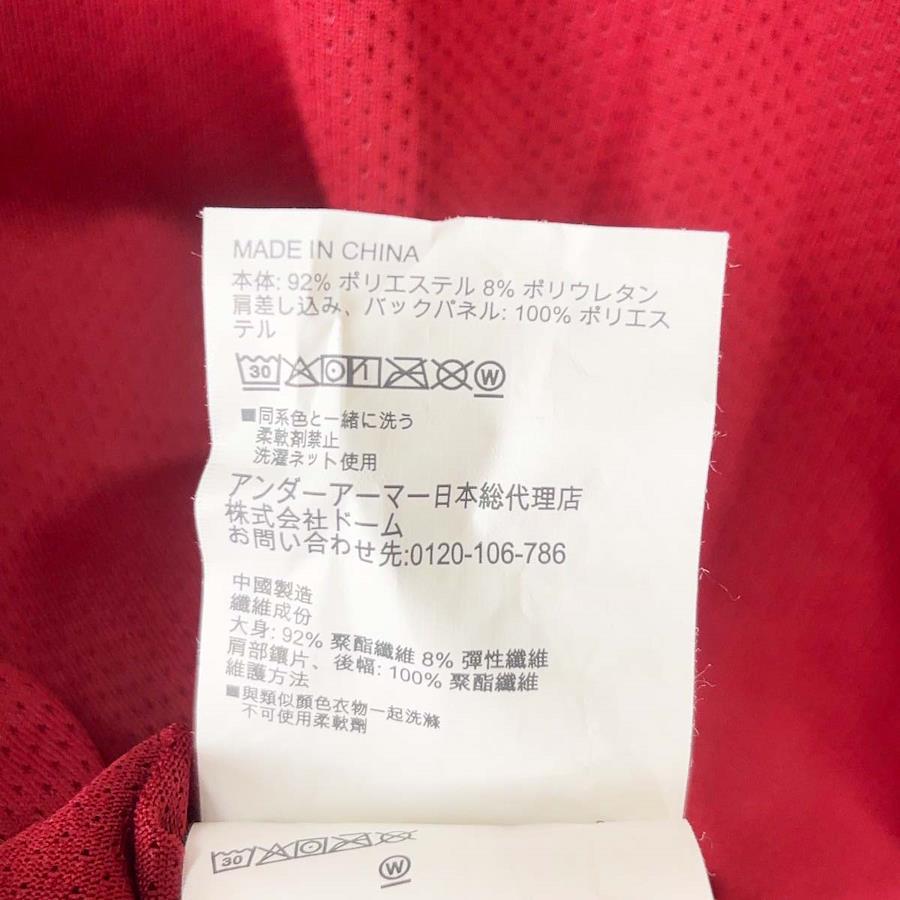 MADE IN CHINA
本体: 92% ポリエステル 8% ポリウレタン
肩差し込み、バックパネル: 100% ポリエス
テル
30
W
■同系色と一緒に洗う
柔軟剤禁止
洗濯ネット使用
アンダーアーマー日本総代理店
株式会社ドーム
お問い合わせ先:0120-106-786
中國製造
纖維成份
大身: 92% 聚酯纖維 8% 彈性纖維
肩部鑲片、後幅: 100% 聚酯纖維
維護方法
■與類似顏色衣物一起洗滌
不可使用柔軟劑
30
W